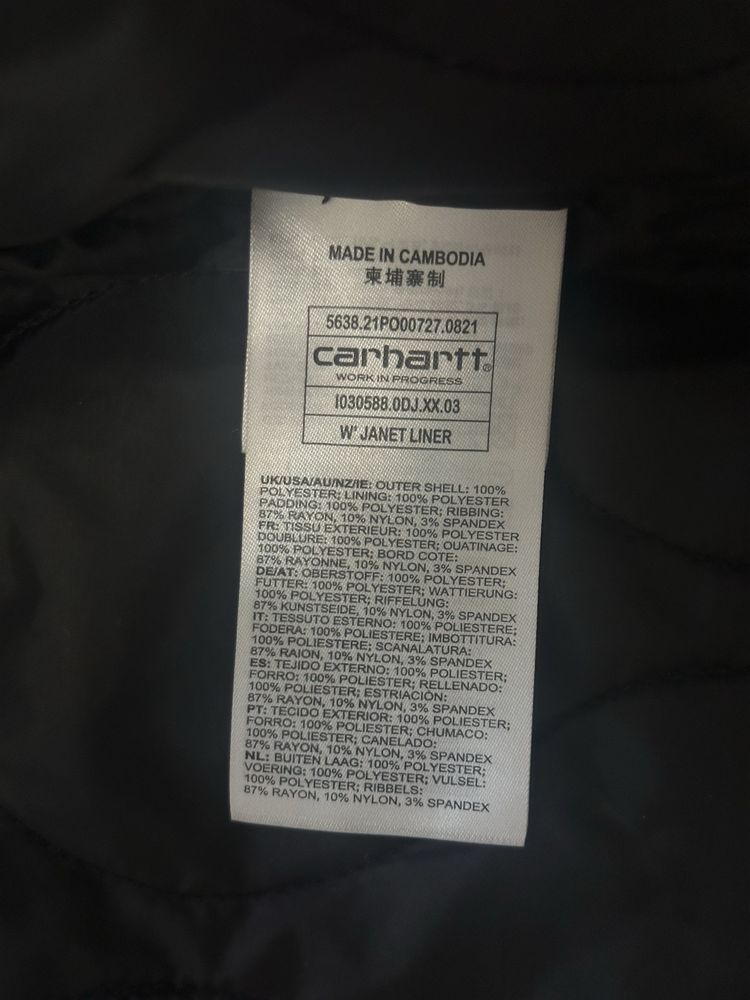 MADE IN CAMBODIA
柬埔寨制
5638.21PO00727.0821
carhartt®
WORK IN PROGRESS
I030588.0DJ.XX.03
W' JANET LINER
UK/USA/AU/NZ/IE: OUTER SHELL: 100%
POLYESTER; LINING: 100% POLYESTER
PADDING: 100% POLYESTER; RIBBING:
87% RAYON, 10% NYLON, 3% SPANDEX
FR: TISSU EXTERIEUR: 100% POLYESTER
DOUBLURE: 100% POLYESTER; OUATINAGE:
100% POLYESTER; BORD COTE:
87% RAYONNE, 10% NYLON, 3% SPANDEX
DE/AT: OBERSTOFF: 100% POLYESTER;
FUTTER: 100% POLYESTER; WATTIERUNG:
100% POLYESTER; RIFFELUNG:
87% KUNSTSEIDE, 10% NYLON, 3% SPANDEX
IT: TESSUTO ESTERNO: 100% POLIESTERE;
FODERA: 100% POLIESTERE; IMBOTTITURA:
100% POLIESTERE; SCANALATURA:
87% RAION, 10% NYLON, 3% SPANDEX
ES: TEJIDO EXTERNO: 100% POLIESTER;
FORRO: 100% POLIESTER; RELLENADO:
100% POLIESTER; ESTRIACIÓN:
87% RAYON, 10% NYLON, 3% SPANDEX
PT: TECIDO EXTERIOR: 100% POLIESTER;
FORRO: 100% POLIESTER; CHUMACO:
100% POLIESTER; CANELADO:
87% RAYON, 10% NYLON, 3% SPANDEX
NL: BUITEN LAAG: 100% POLYESTER;
VOERING: 100% POLYESTER; VULSEL:
100% POLYESTER; RIBBELS:
87% RAYON, 10% NYLON, 3% SPANDEX